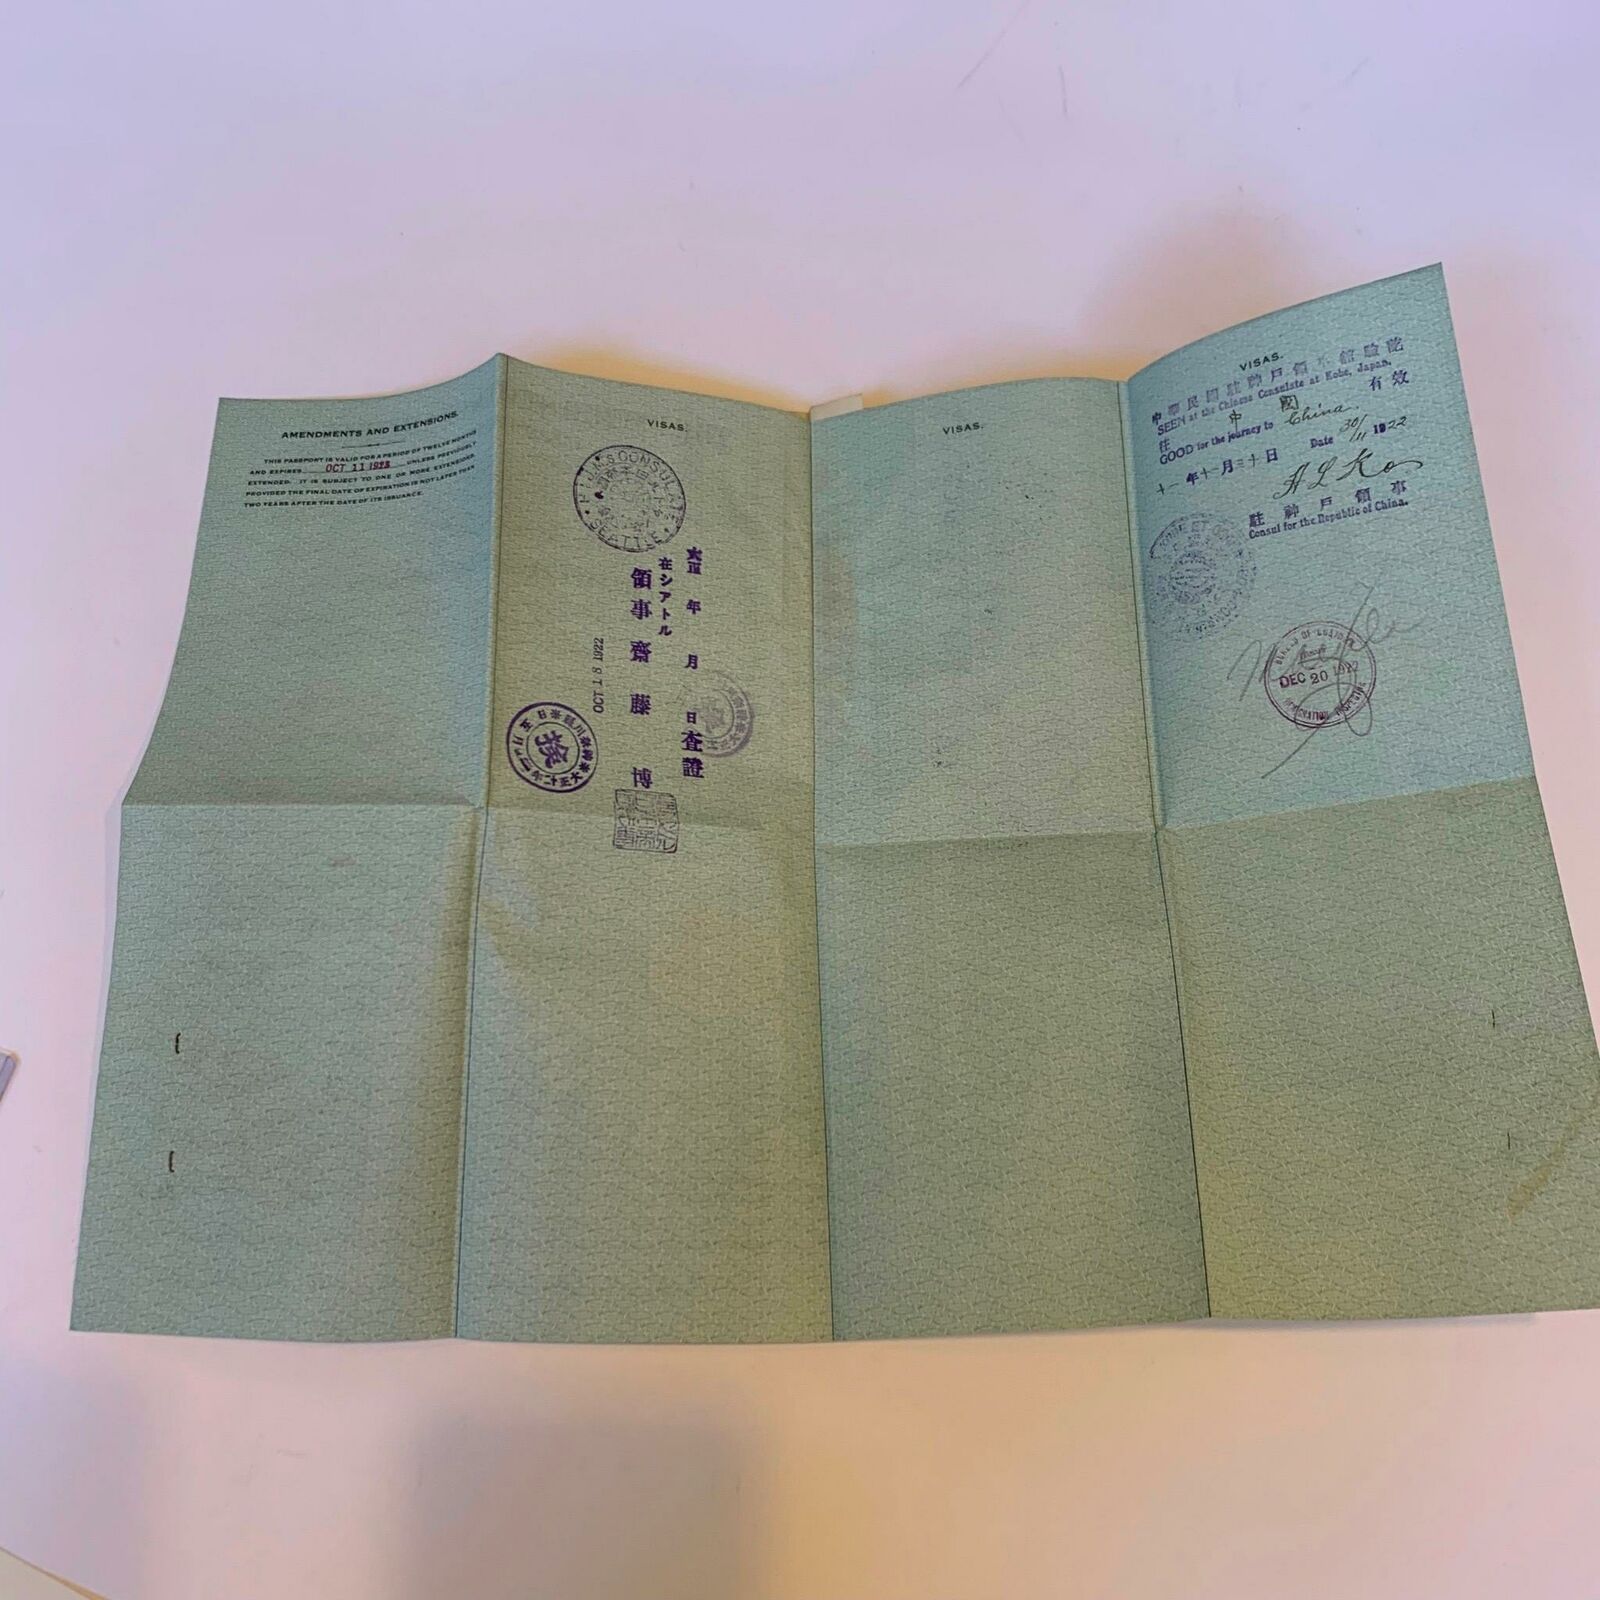 AMENDMENTS AND EXTENSIONS.
THIS PASSPORT IS VALID FOR A PERIOD OF TWELVE MONTHS
AND EXPIRES OCT 11 1923 UNLESS PREVIOUSLY
EXTENDED. IT IS SUBJECT TO ONE OR MORE EXTENSIONS
PROVIDED THE FINAL DATE OF EXPIRATION IS NOT LATER THAN
TWO YEARS AFTER THE DATE OF ITS ISSUANCE.
VISAS.
H.I.J.M'S CONSULATE
SEATTLE
大正 年 月 日查證
在シアトル
領事齋藤博
OCT 18 1922
検
VISAS.
VISAS.
中華民國駐神戶領事館驗訖
SEEN at the Chinese Consulate at Kobe, Japan.
往 中國 有效
GOOD for the journey to China.
十一年十一月三十日 Date 30/11 1922
H L Ko
駐神戶領事
Consul for the Republic of China.
DEC 20 1922